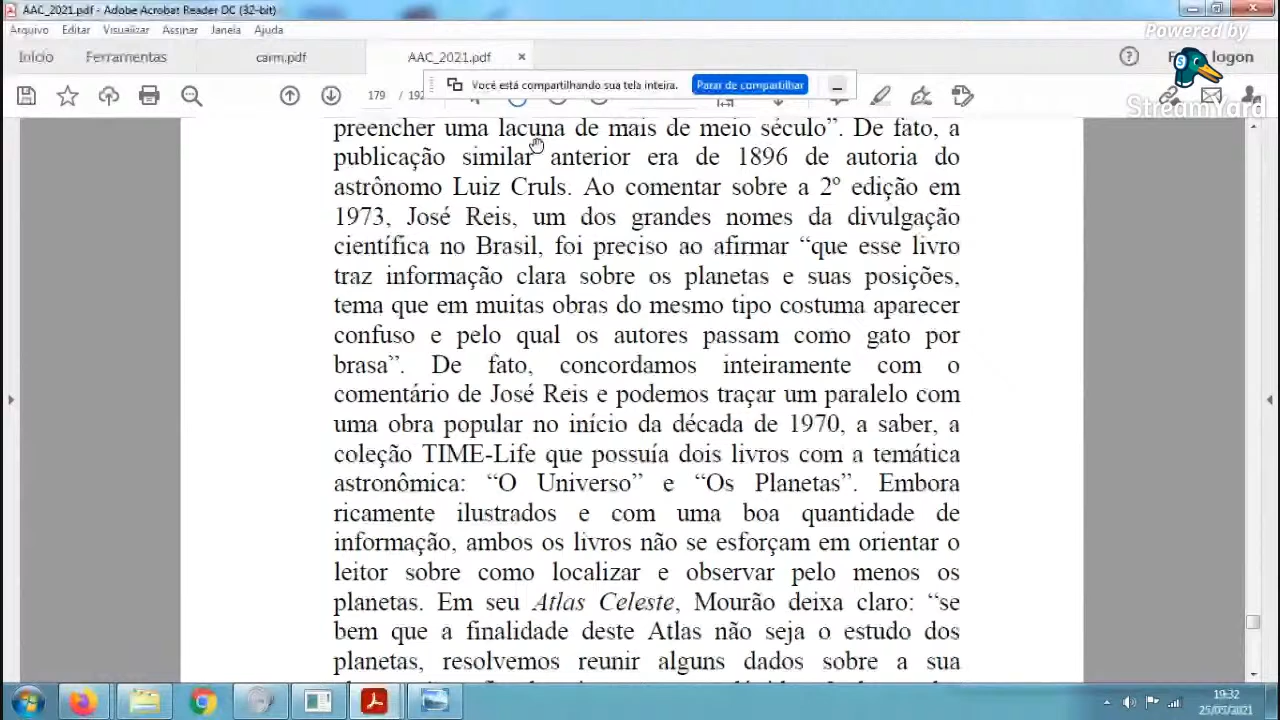 AAC_2021.pdf - Adobe Acrobat Reader DC (32-bit)
Arquivo Editar Visualizar Assinar Janela Ajuda
Powered by
Início Ferramentas carm.pdf AAC_2021.pdf × logon
StreamYard
Você está compartilhando sua tela inteira. Parar de compartilhar
179 / 192
preencher uma lacuna de mais de meio século”. De fato, a
publicação similar anterior era de 1896 de autoria do
astrônomo Luiz Cruls. Ao comentar sobre a 2º edição em
1973, José Reis, um dos grandes nomes da divulgação
científica no Brasil, foi preciso ao afirmar “que esse livro
traz informação clara sobre os planetas e suas posições,
tema que em muitas obras do mesmo tipo costuma aparecer
confuso e pelo qual os autores passam como gato por
brasa”. De fato, concordamos inteiramente com o
comentário de José Reis e podemos traçar um paralelo com
uma obra popular no início da década de 1970, a saber, a
coleção TIME-Life que possuía dois livros com a temática
astronômica: “O Universo” e “Os Planetas”. Embora
ricamente ilustrados e com uma boa quantidade de
informação, ambos os livros não se esforçam em orientar o
leitor sobre como localizar e observar pelo menos os
planetas. Em seu Atlas Celeste, Mourão deixa claro: “se
bem que a finalidade deste Atlas não seja o estudo dos
planetas, resolvemos reunir alguns dados sobre a sua
19:32
25/05/2021